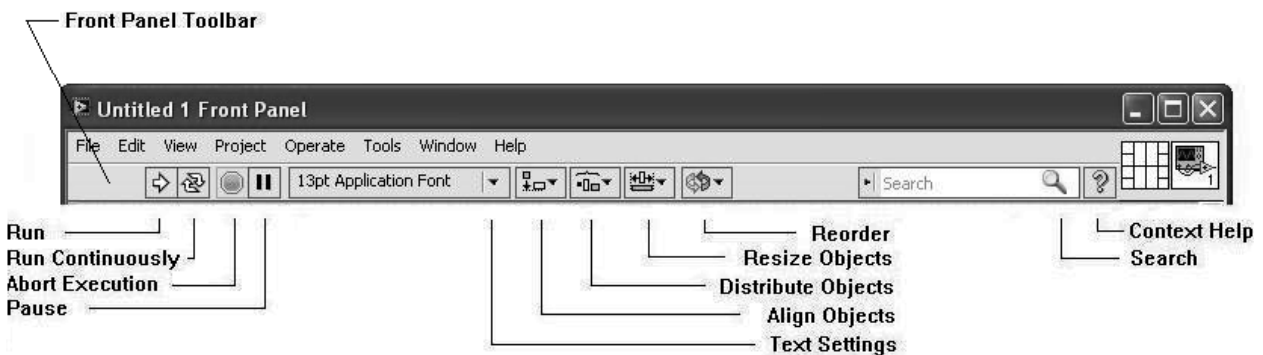 Front Panel Toolbar
Untitled 1 Front Panel
File Edit View Project Operate Tools Window Help
13pt Application Font
Search
1
Run
Run Continuously
Abort Execution
Pause
Reorder
Resize Objects
Distribute Objects
Align Objects
Text Settings
Context Help
Search